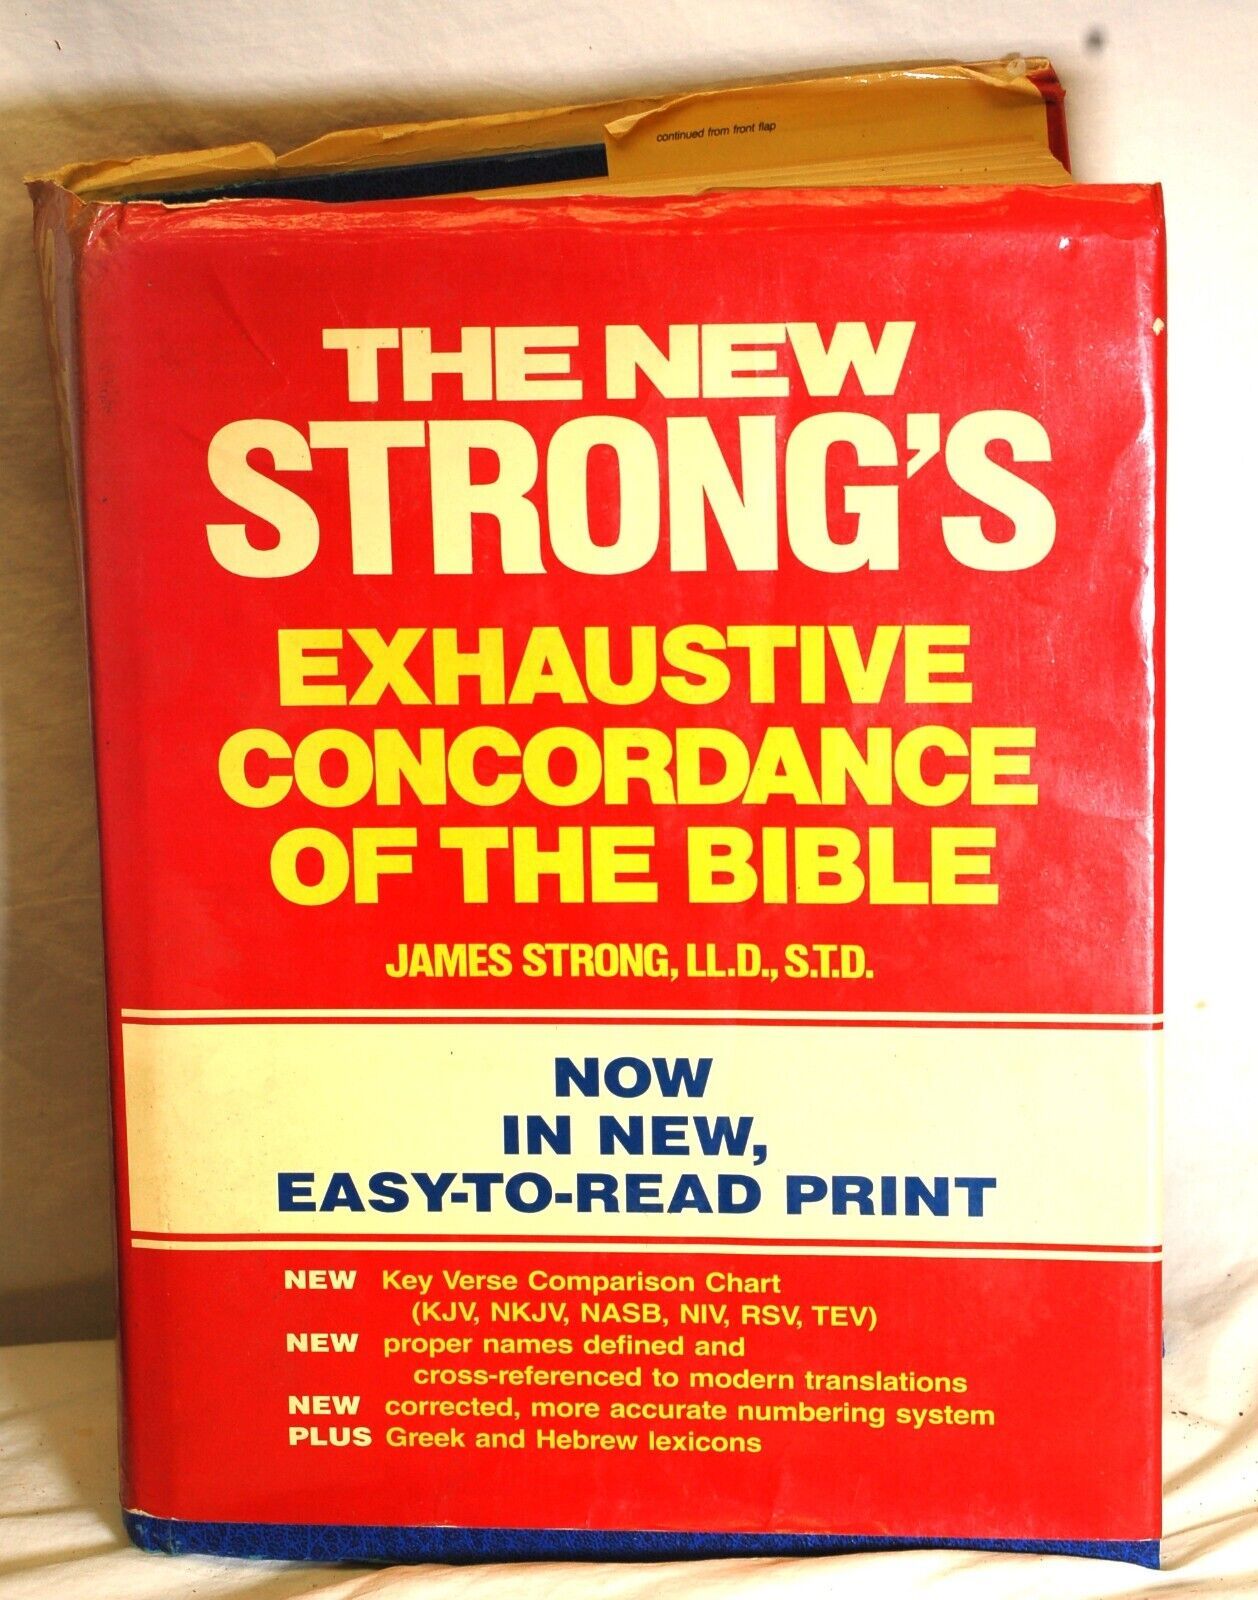 continued from front flap
THE NEW
STRONG'S
EXHAUSTIVE
CONCORDANCE
OF THE BIBLE
JAMES STRONG, LL.D., S.T.D.
NOW
IN NEW,
EASY-TO-READ PRINT
NEW Key Verse Comparison Chart
(KJV, NKJV, NASB, NIV, RSV, TEV)
NEW proper names defined and
cross-referenced to modern translations
NEW corrected, more accurate numbering system
PLUS Greek and Hebrew lexicons